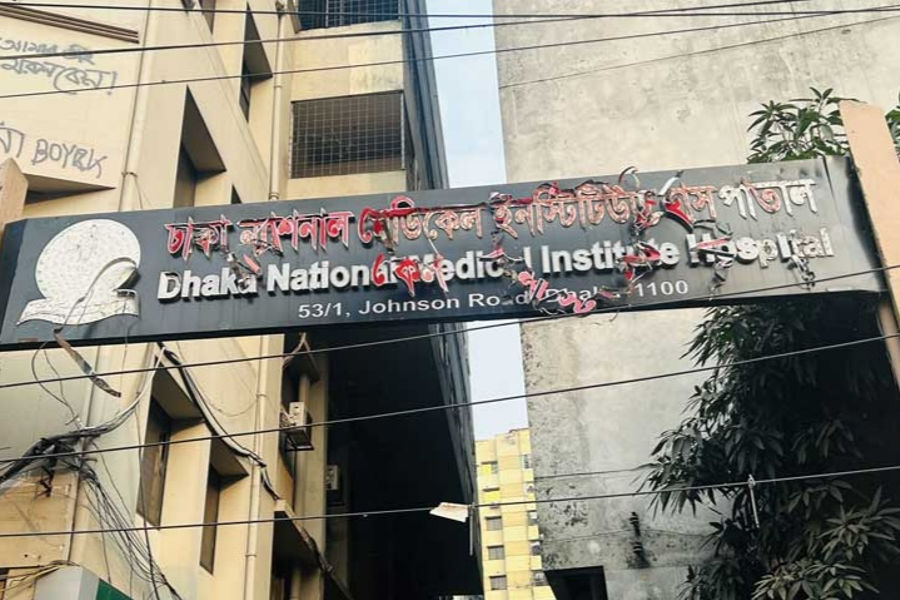 ঢাকা ন্যাশনাল মেডিকেল ইনস্টিটিউট হাসপাতাল
Dhaka National Medical Institute Hospital
53/1, Johnson Road, Dhaka 1100
BOYRK